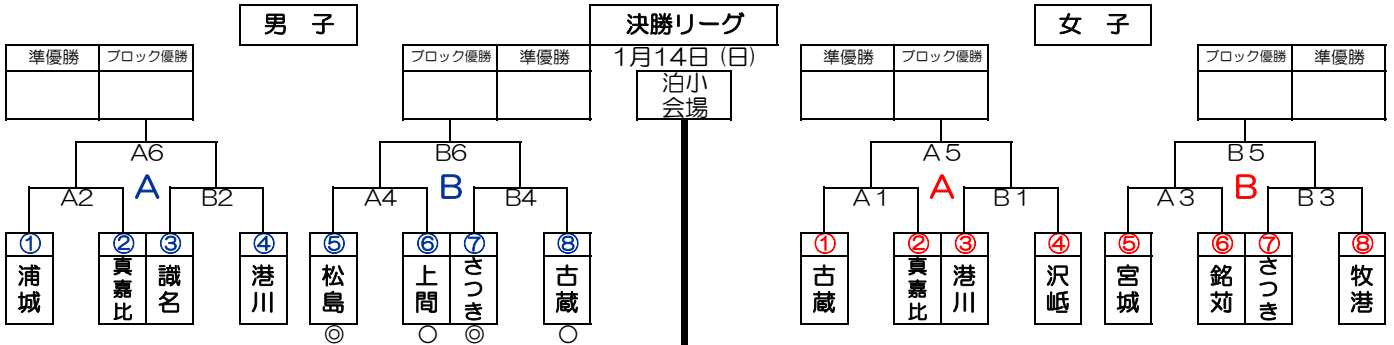 男 子
決勝リーグ
女 子
準優勝 ブロック優勝 ブロック優勝 準優勝 1月14日(日) 準優勝 ブロック優勝 ブロック優勝 準優勝
泊小
会場
A6 B6 A5 B5
A B A B
A2 B2 A4 B4 A1 B1 A3 B3
① ② ③ ④ ⑤ ⑥ ⑦ ⑧ ① ② ③ ④ ⑤ ⑥ ⑦ ⑧
浦城 真嘉比 識名 港川 松島 上間 さつき 古蔵 古蔵 真嘉比 港川 沢岻 宮城 銘苅 さつき 牧港
◎ ○ ◎ ○